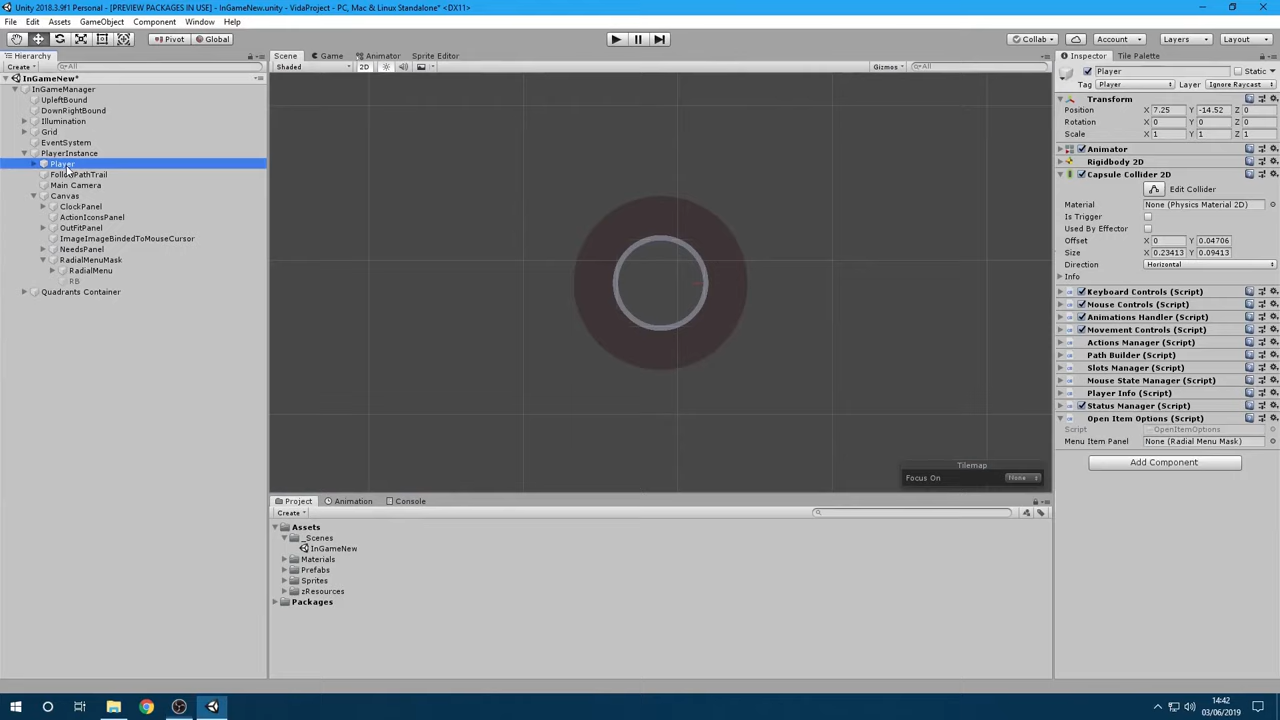 Unity 2018.3.9f1 Personal - [PREVIEW PACKAGES IN USE] - InGameNew.unity - VidaProject - PC, Mac & Linux Standalone* <DX11>
File Edit Assets GameObject Component Window Help
Pivot Global Collab Account Layers Layout
Hierarchy
Create All
InGameNew*
InGameManager
UpleftBound
DownRightBound
Illumination
Grid
EventSystem
PlayerInstance
Player
FollowPathTrail
Main Camera
Canvas
ClockPanel
ActionIconsPanel
OutFitPanel
ImageImageBindedToMouseCursor
NeedsPanel
RadialMenuMask
RadialMenu
RB
Quadrants Container
Scene Game Animator Sprite Editor
Shaded 2D Gizmos All
Tilemap
Focus On None
Project Animation Console
Create
Assets
_Scenes
InGameNew
Materials
Prefabs
Sprites
zResources
Packages
Inspector Tile Palette
Player Static
Tag Player Layer Ignore Raycast
Transform
Position X 7.25 Y -14.52 Z 0
Rotation X 0 Y 0 Z 0
Scale X 1 Y 1 Z 1
Animator
Rigidbody 2D
Capsule Collider 2D
Edit Collider
Material None (Physics Material 2D)
Is Trigger
Used By Effector
Offset X 0 Y 0.04706
Size X 0.23413 Y 0.09413
Direction Horizontal
Info
Keyboard Controls (Script)
Mouse Controls (Script)
Animations Handler (Script)
Movement Controls (Script)
Actions Manager (Script)
Path Builder (Script)
Slots Manager (Script)
Mouse State Manager (Script)
Player Info (Script)
Status Manager (Script)
Open Item Options (Script)
Script OpenItemOptions
Menu Item Panel None (Radial Menu Mask)
Add Component
14:42
03/06/2019